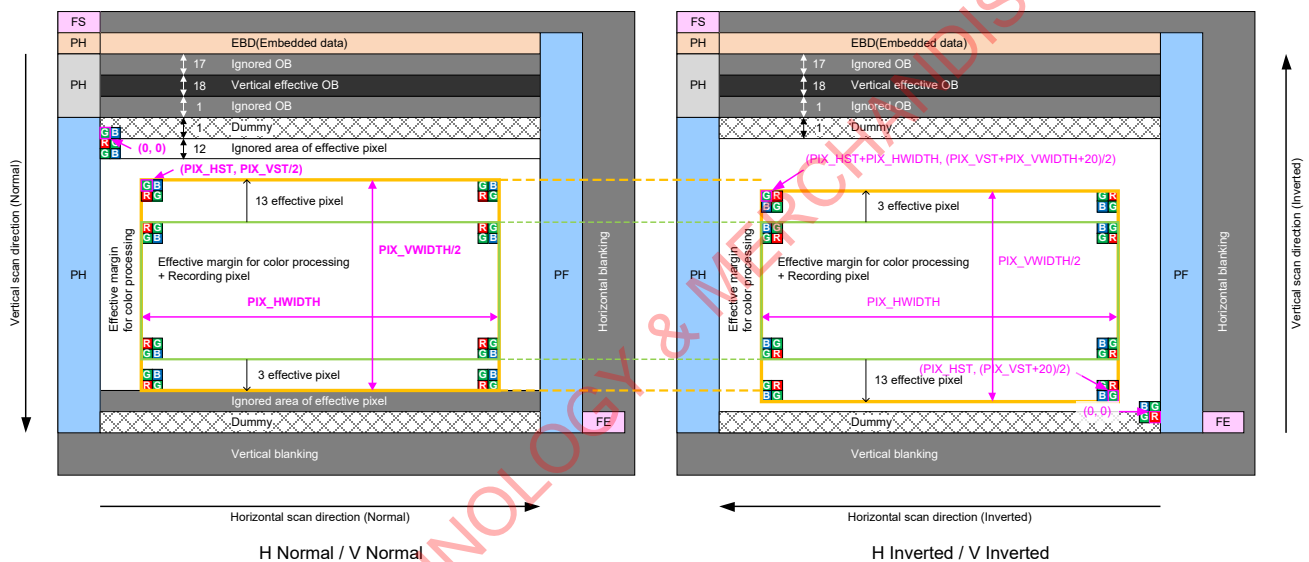 FS
PH
EBD(Embedded data)
17
Ignored OB
PH
18
Vertical effective OB
1
Ignored OB
1
Dummy
G B
R G
G B
(0, 0)
12
Ignored area of effective pixel
(PIX_HST, PIX_VST/2)
G B
R G
G B
R G
13 effective pixel
R G
G B
R G
G B
PIX_VWIDTH/2
Effective margin for color processing
+ Recording pixel
PIX_HWIDTH
Effective margin
for color processing
PH
PF
Horizontal blanking
R G
G B
R G
G B
3 effective pixel
G B
R G
G B
R G
Ignored area of effective pixel
Dummy
FE
Vertical blanking
Vertical scan direction (Normal)
Horizontal scan direction (Normal)
H Normal / V Normal
FS
PH
EBD(Embedded data)
17
Ignored OB
PH
18
Vertical effective OB
1
Ignored OB
1
Dummy
(PIX_HST+PIX_HWIDTH, (PIX_VST+PIX_VWIDTH+20)/2)
G R
B G
G R
B G
3 effective pixel
B G
G R
B G
G R
PIX_VWIDTH/2
Effective margin for color processing
+ Recording pixel
PIX_HWIDTH
Effective margin
for color processing
PH
PF
Horizontal blanking
B G
G R
B G
G R
(PIX_HST, (PIX_VST+20)/2)
13 effective pixel
G R
B G
G R
B G
(0, 0)
B G
G R
Dummy
FE
Vertical blanking
Vertical scan direction (Inverted)
Horizontal scan direction (Inverted)
H Inverted / V Inverted
NOLOGY & MERCHANDIS